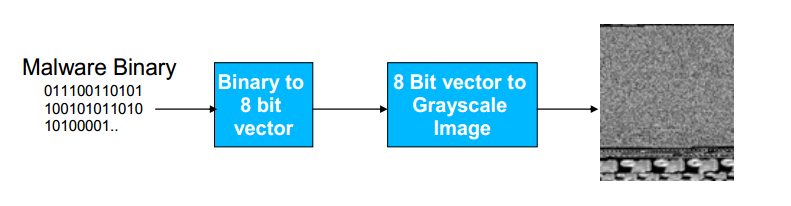 Malware Binary
011100110101
100101011010
10100001..
Binary to
8 bit
vector
8 Bit vector to
Grayscale
Image